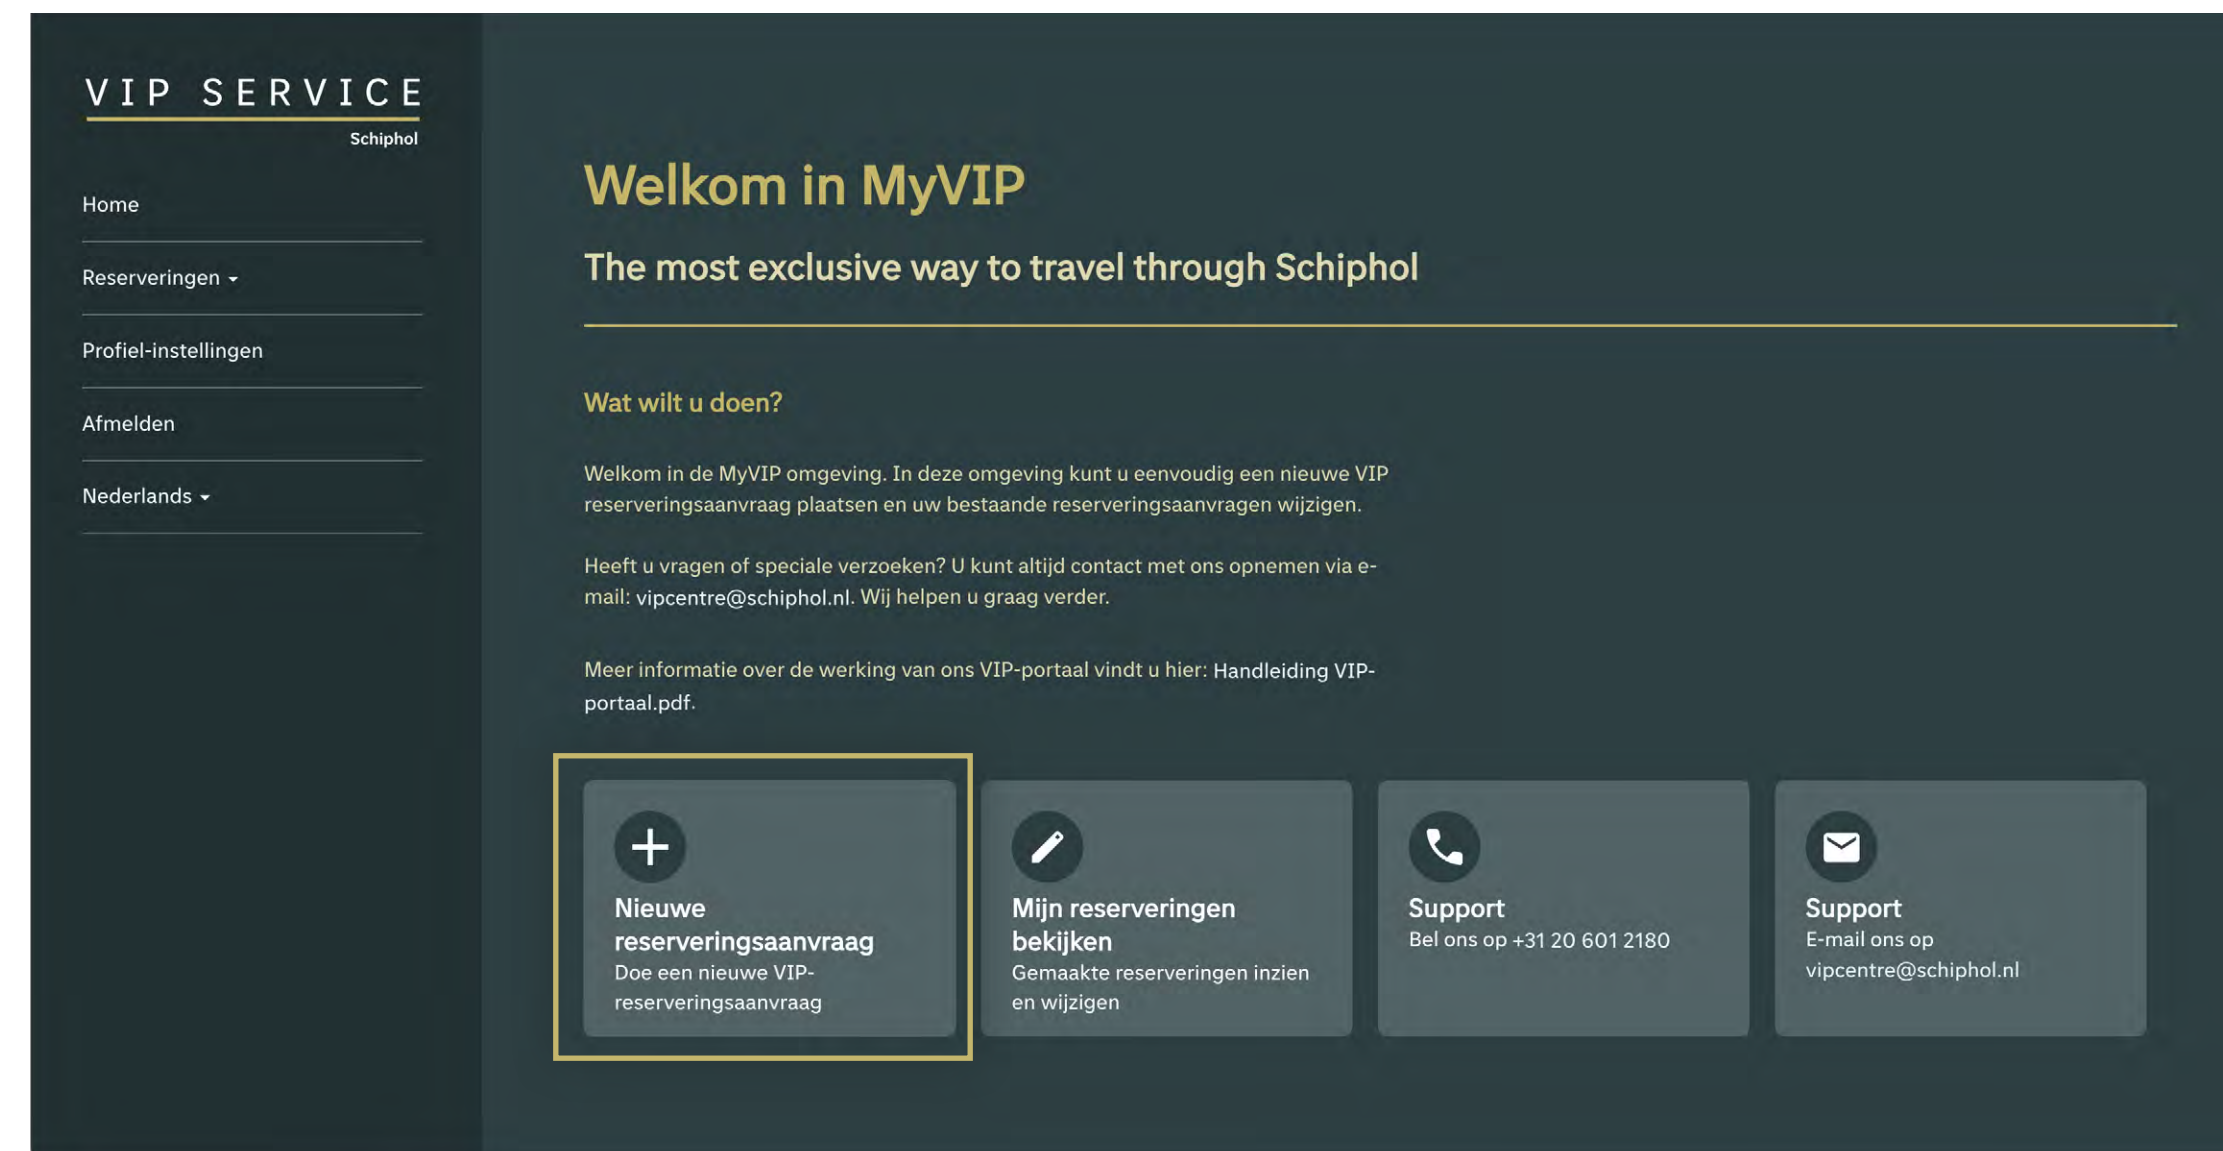 VIP SERVICE
Schiphol
Home
Reserveringen
Profiel-instellingen
Afmelden
Nederlands
Welkom in MyVIP
The most exclusive way to travel through Schiphol
Wat wilt u doen?
Welkom in de MyVIP omgeving. In deze omgeving kunt u eenvoudig een nieuwe VIP
reserveringsaanvraag plaatsen en uw bestaande reserveringsaanvragen wijzigen.
Heeft u vragen of speciale verzoeken? U kunt altijd contact met ons opnemen via e-
mail: vipcentre@schiphol.nl. Wij helpen u graag verder.
Meer informatie over de werking van ons VIP-portaal vindt u hier: Handleiding VIP-
portaal.pdf.
Nieuwe
reserveringsaanvraag
Doe een nieuwe VIP-
reserveringsaanvraag
Mijn reserveringen
bekijken
Gemaakte reserveringen inzien
en wijzigen
Support
Bel ons op +31 20 601 2180
Support
E-mail ons op
vipcentre@schiphol.nl